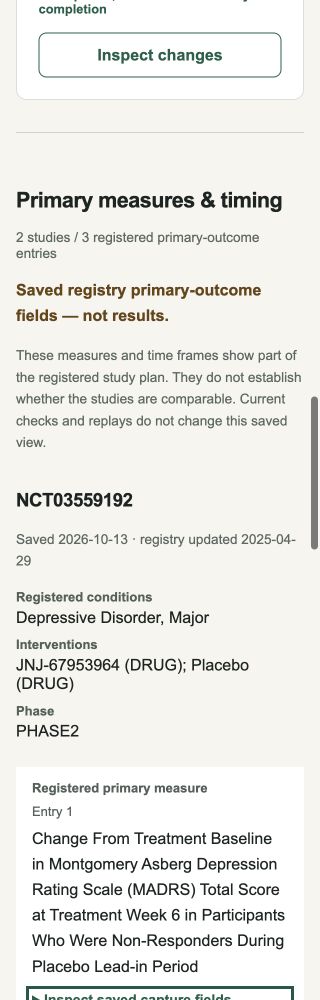 completion
Inspect changes
Primary measures & timing
2 studies / 3 registered primary-outcome
entries
Saved registry primary-outcome
fields — not results.
These measures and time frames show part of
the registered study plan. They do not establish
whether the studies are comparable. Current
checks and replays do not change this saved
view.
NCT03559192
Saved 2026-10-13 · registry updated 2025-04-
29
Registered conditions
Depressive Disorder, Major
Interventions
JNJ-67953964 (DRUG); Placebo
(DRUG)
Phase
PHASE2
Registered primary measure
Entry 1
Change From Treatment Baseline
in Montgomery Asberg Depression
Rating Scale (MADRS) Total Score
at Treatment Week 6 in Participants
Who Were Non-Responders During
Placebo Lead-in Period
▶ Inspect saved capture fields